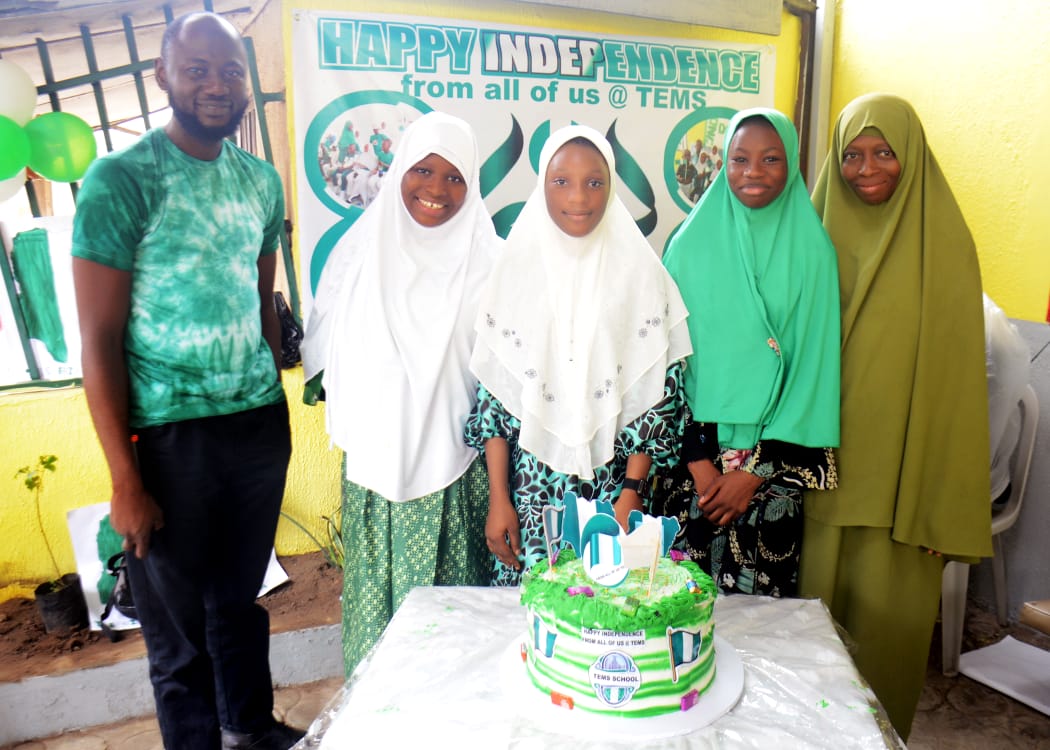 HAPPY INDEPENDENCE
from all of us @ TEMS
HAPPY INDEPENDENCE
FROM ALL OF US @ TEMS
TEMS SCHOOL